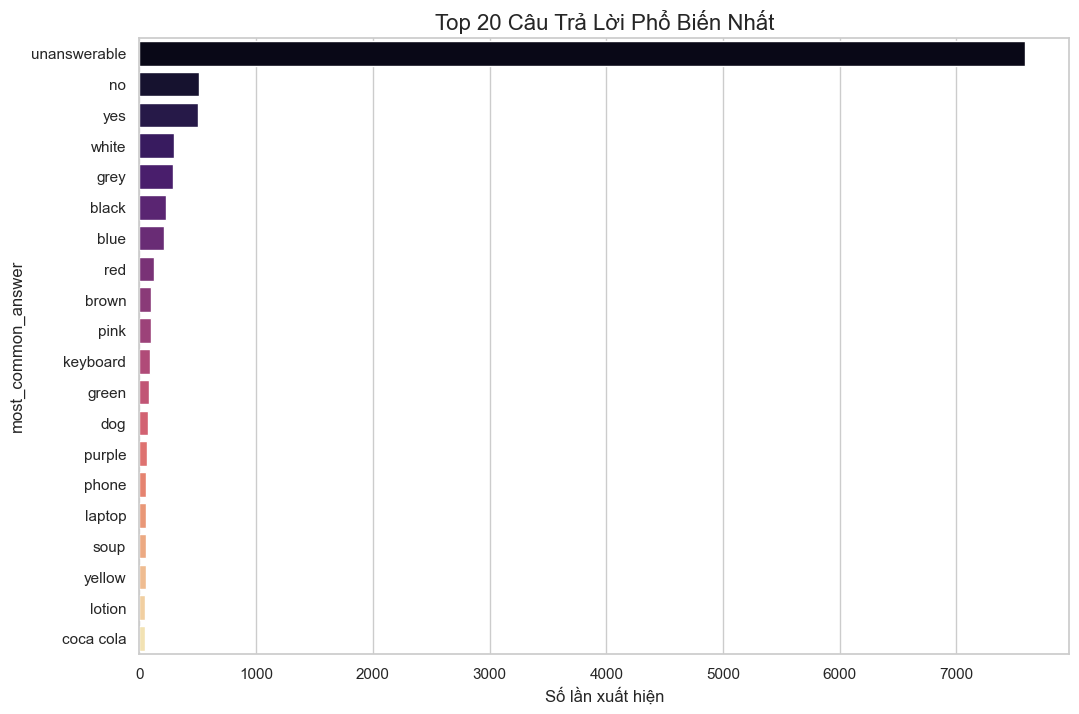 Top 20 Câu Trả Lời Phổ Biến Nhất
most_common_answer
unanswerable
no
yes
white
grey
black
blue
red
brown
pink
keyboard
green
dog
purple
phone
laptop
soup
yellow
lotion
coca cola
0 1000 2000 3000 4000 5000 6000 7000
Số lần xuất hiện